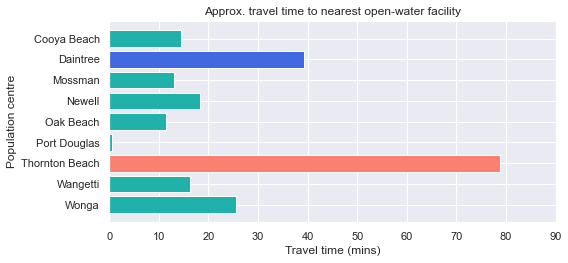 Approx. travel time to nearest open-water facility
Population centre
Cooya Beach
Daintree
Mossman
Newell
Oak Beach
Port Douglas
Thornton Beach
Wangetti
Wonga
0 10 20 30 40 50 60 70 80 90
Travel time (mins)